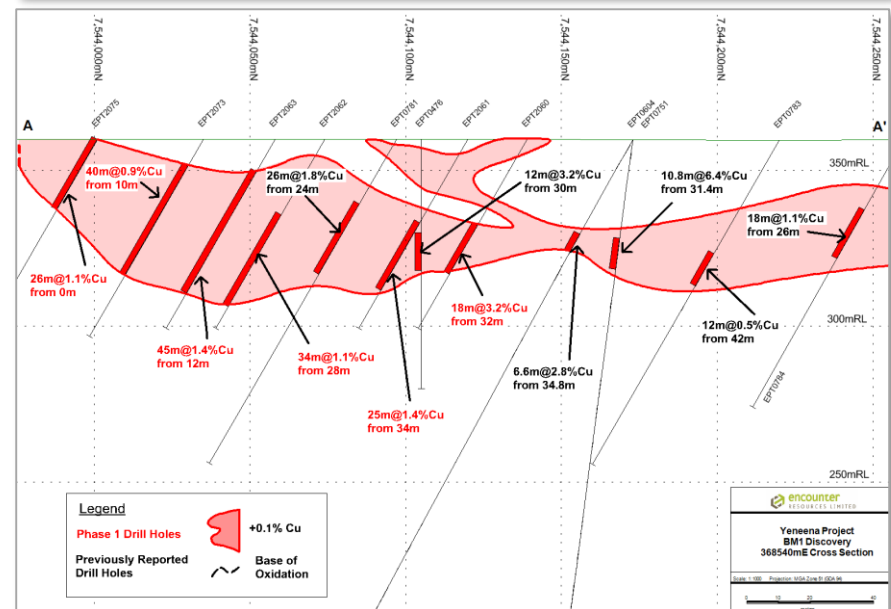 7,544,000mN
7,544,050mN
7,544,100mN
7,544,150mN
7,544,200mN
7,544,250mN
EPT2075
EPT2073
EPT2063
EPT2062
EPT0781
EPT0476
EPT2061
EPT2060
EPT0604
EPT0751
EPT0783
A
A'
350mRL
40m@0.9%Cu
from 10m
26m@1.8%Cu
from 24m
12m@3.2%Cu
from 30m
10.8m@6.4%Cu
from 31.4m
18m@1.1%Cu
from 26m
26m@1.1%Cu
from 0m
18m@3.2%Cu
from 32m
300mRL
12m@0.5%Cu
from 42m
45m@1.4%Cu
from 12m
34m@1.1%Cu
from 28m
6.6m@2.8%Cu
from 34.8m
25m@1.4%Cu
from 34m
EPT0784
250mRL
Legend
Phase 1 Drill Holes
+0.1% Cu
Previously Reported
Drill Holes
Base of
Oxidation
encounter
RESOURCES LIMITED
Yeneena Project
BM1 Discovery
368540mE Cross Section